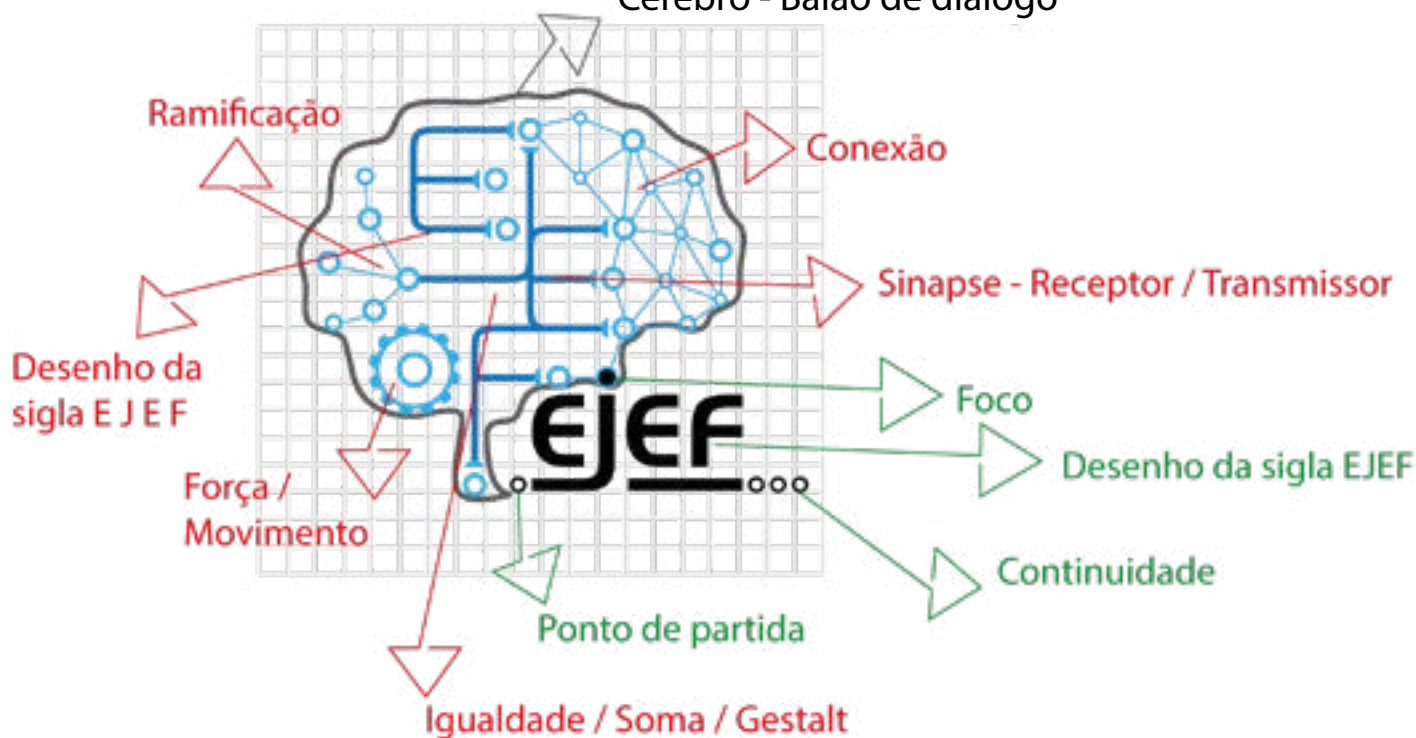 Cérebro - Balão de diálogo
Ramificação
Conexão
Sinapse - Receptor / Transmissor
Desenho da
sigla E J E F
Foco
EJEF
Desenho da sigla EJEF
Força /
Movimento
Continuidade
Ponto de partida
Igualdade / Soma / Gestalt